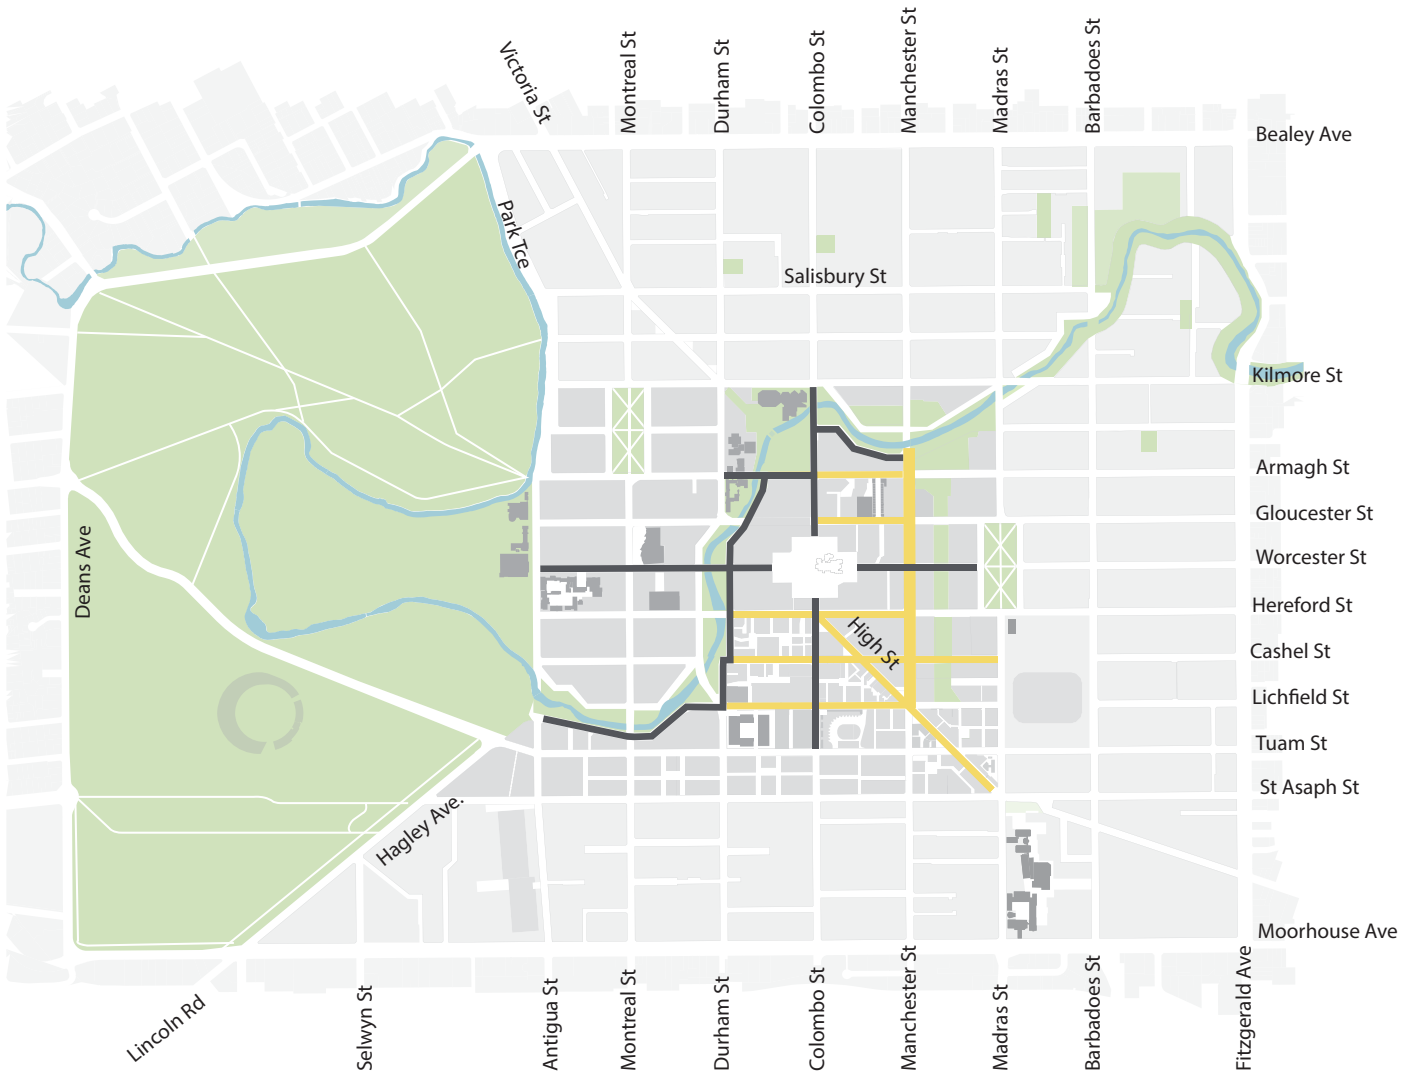 Victoria St
Montreal St
Durham St
Colombo St
Manchester St
Madras St
Barbadoes St
Bealey Ave
Park Tce
Salisbury St
Kilmore St
Armagh St
Gloucester St
Worcester St
Deans Ave
Hereford St
High St
Cashel St
Lichfield St
Tuam St
St Asaph St
Hagley Ave.
Moorhouse Ave
Lincoln Rd
Selwyn St
Antigua St
Montreal St
Durham St
Colombo St
Manchester St
Madras St
Barbadoes St
Fitzgerald Ave